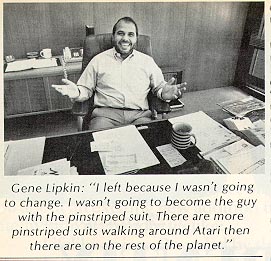 Gene Lipkin: "I left because I wasn't going
to change. I wasn't going to become the guy
with the pinstriped suit. There are more
pinstriped suits walking around Atari then
there are on the rest of the planet."